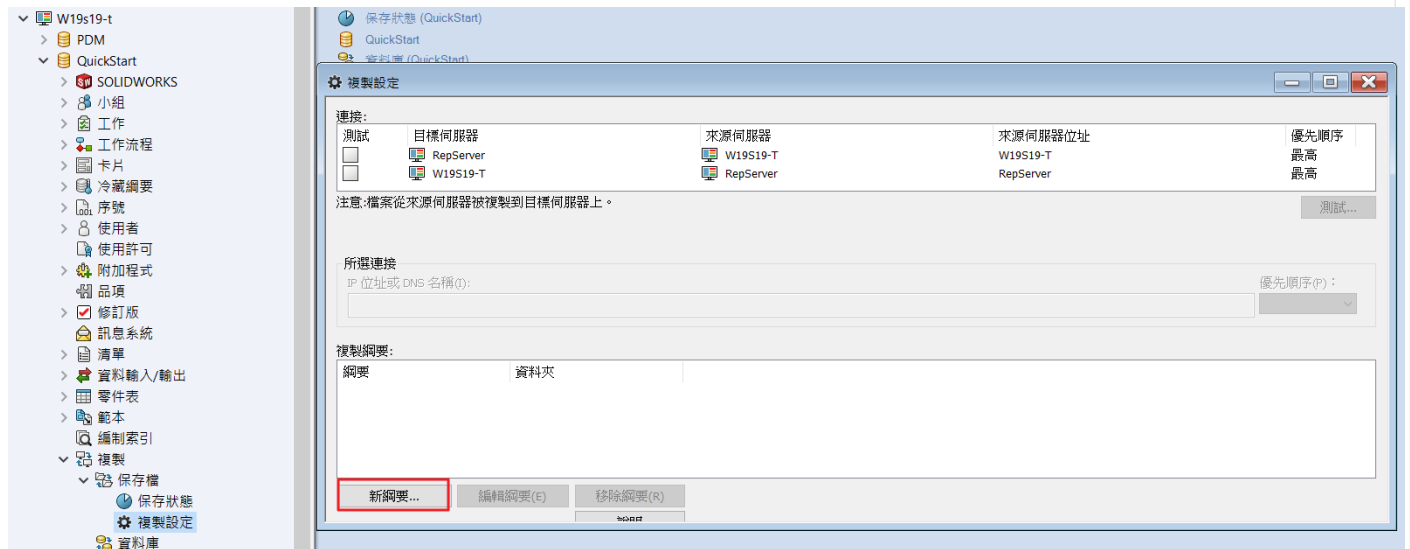 W19s19-t
PDM
QuickStart
SOLIDWORKS
小組
工作
工作流程
卡片
冷藏綱要
序號
使用者
使用許可
附加程式
品項
修訂版
訊息系統
清單
資料輸入/輸出
零件表
範本
編制索引
複製
保存檔
保存狀態
複製設定
資料庫
保存狀態 (QuickStart)
QuickStart
資料庫 (QuickStart)
複製設定
連接:
測試 目標伺服器 來源伺服器 來源伺服器位址 優先順序
RepServer W19S19-T W19S19-T 最高
W19S19-T RepServer RepServer 最高
注意:檔案從來源伺服器被複製到目標伺服器上。
測試...
所選連接
IP 位址或 DNS 名稱(I): 優先順序(P)：
複製綱要:
綱要 資料夾
新綱要... 編輯綱要(E) 移除綱要(R)